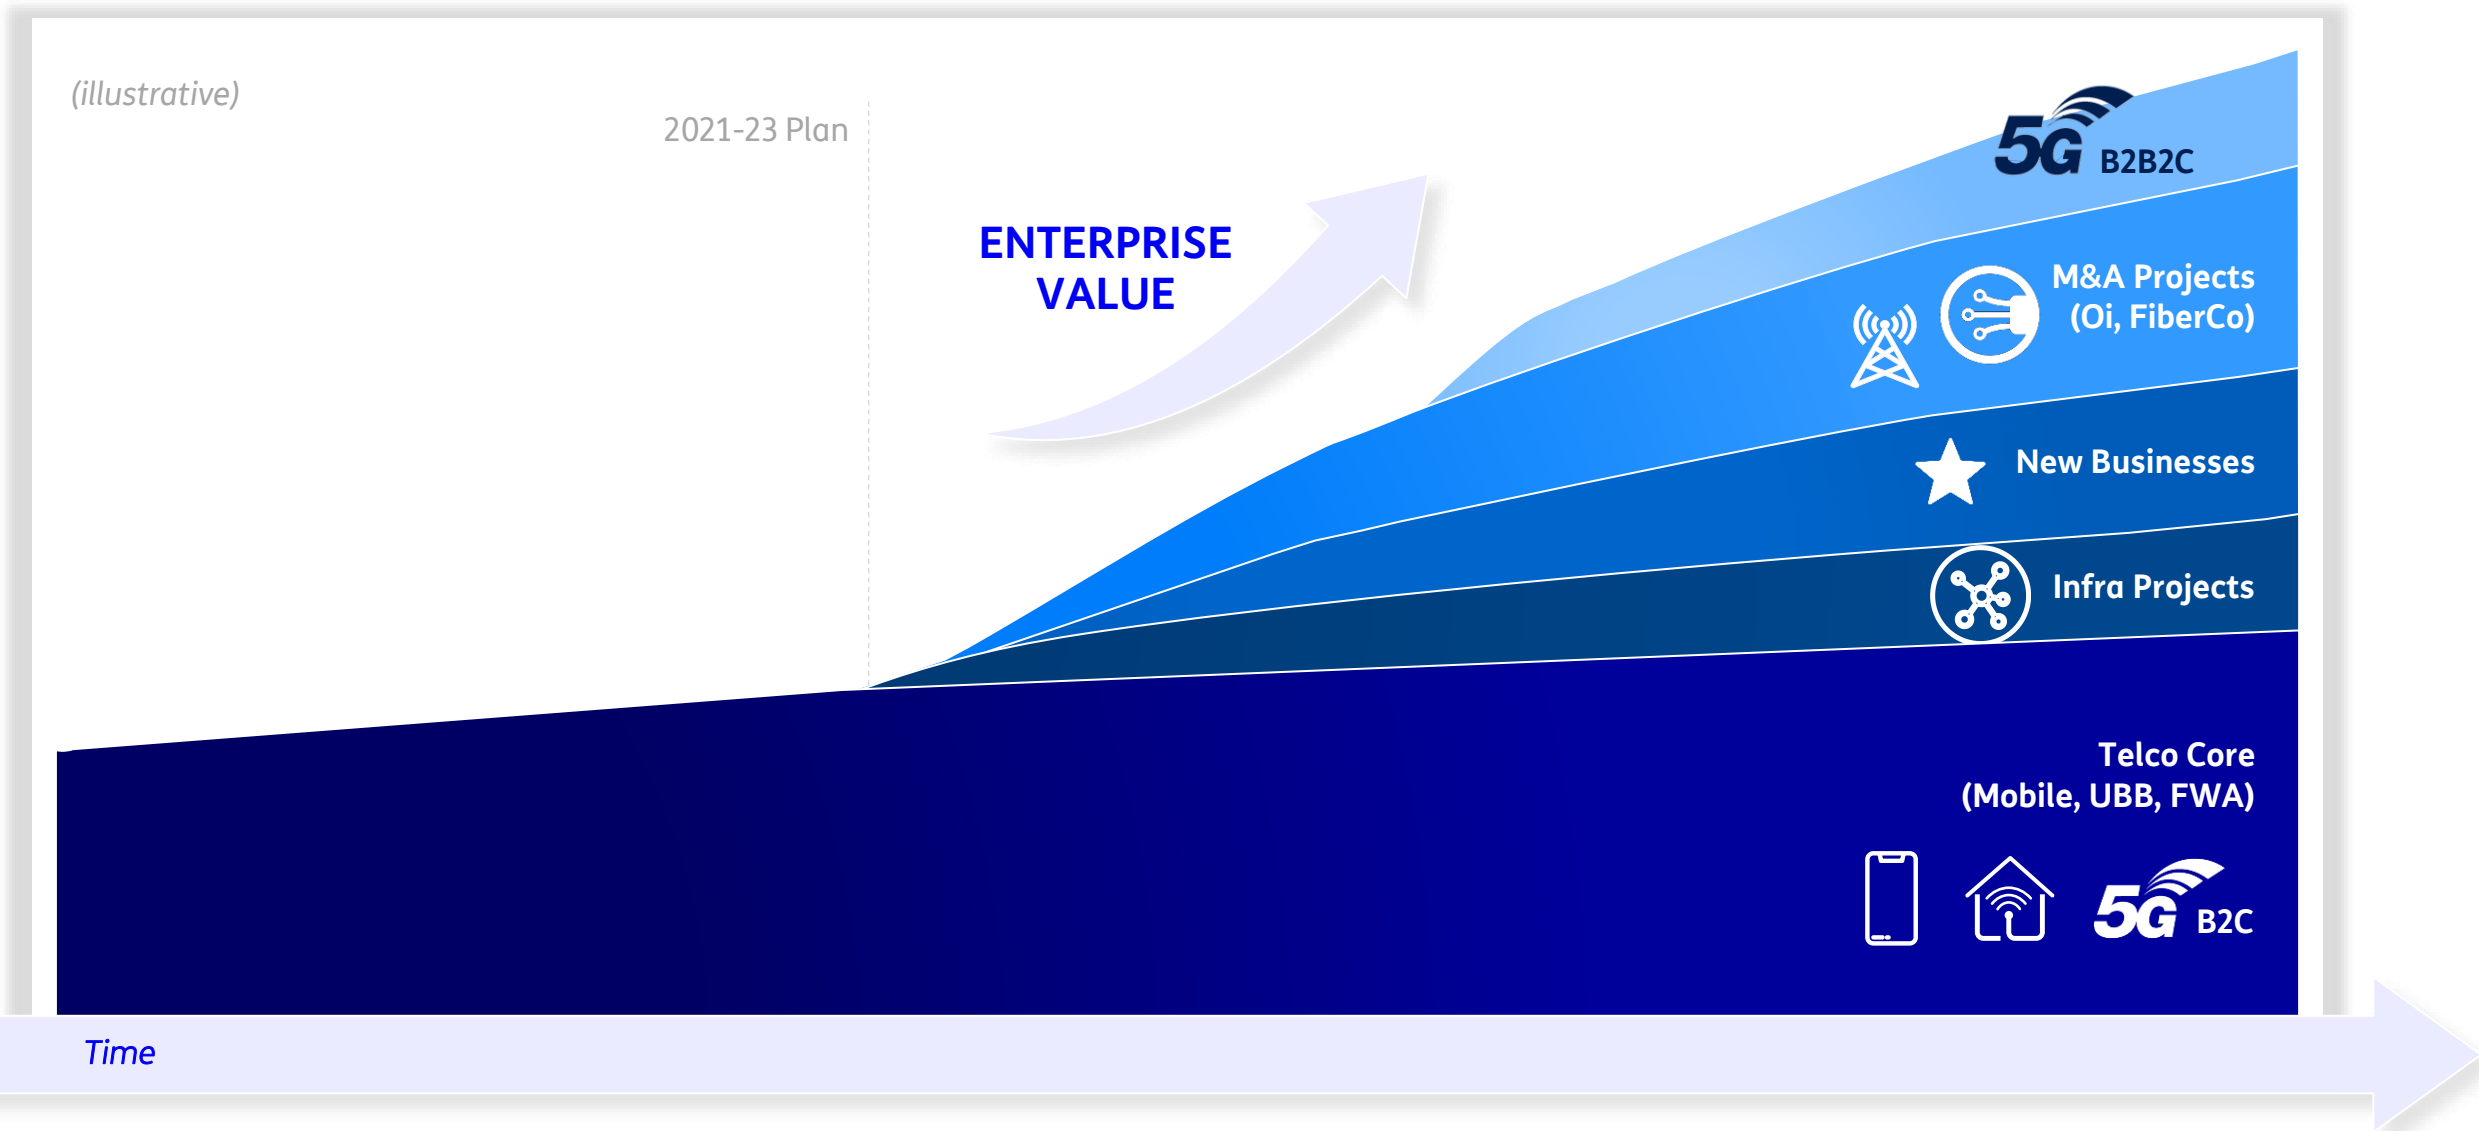 (illustrative)
2021-23 Plan
ENTERPRISE
VALUE
5G B2B2C
M&A Projects
(Oi, FiberCo)
New Businesses
Infra Projects
Telco Core
(Mobile, UBB, FWA)
5G B2C
Time